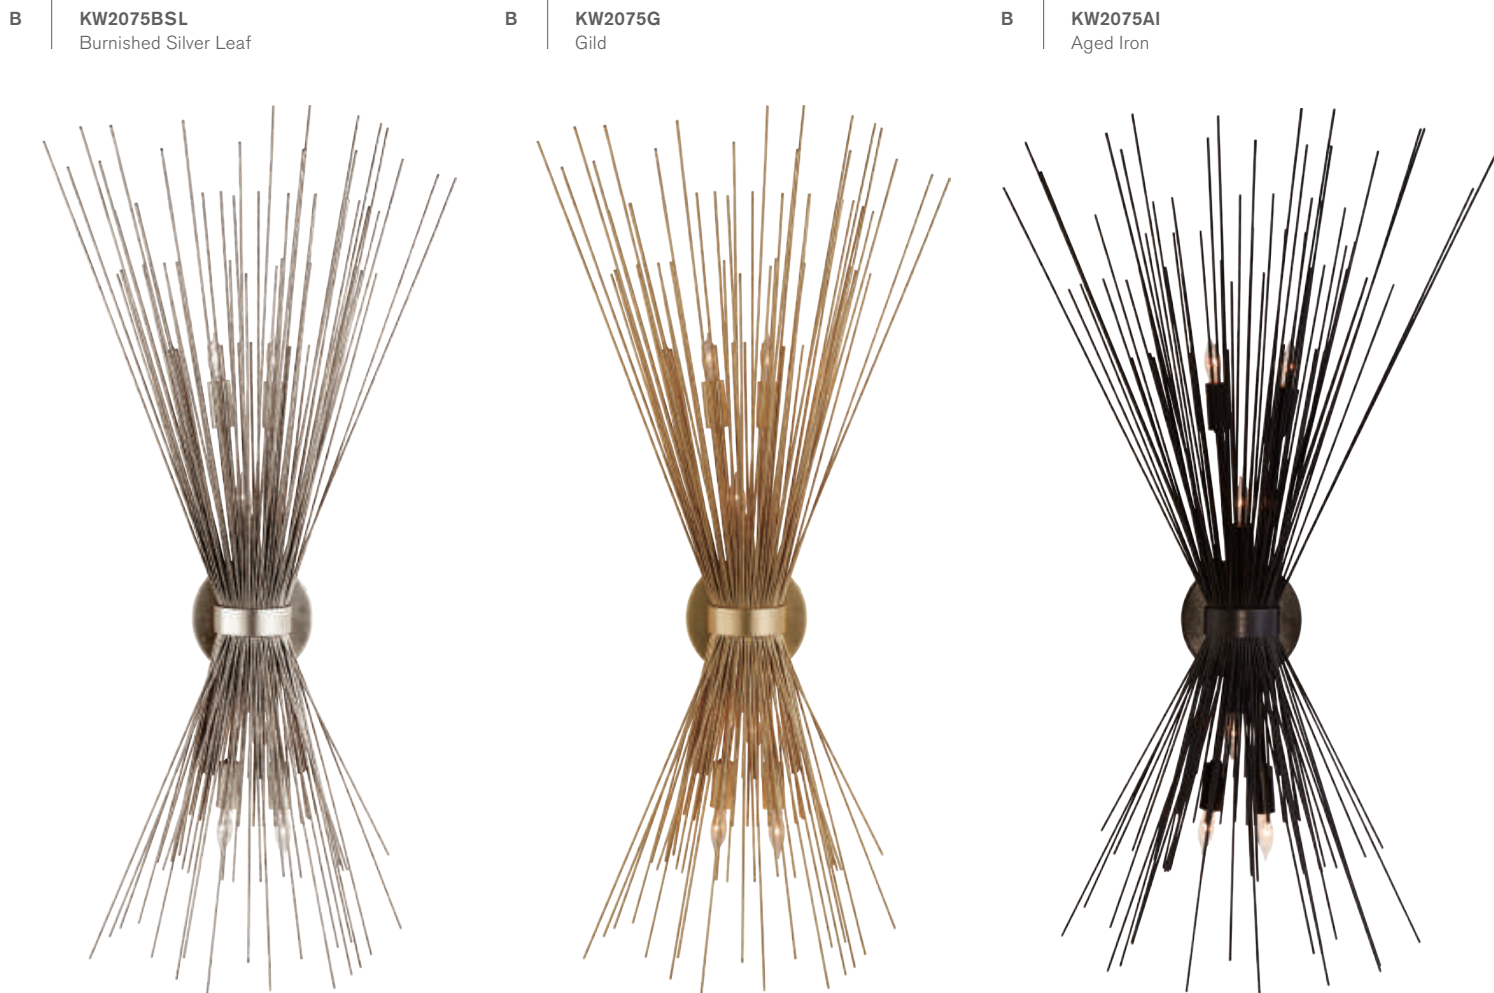 B
KW2075BSL
Burnished Silver Leaf
B
KW2075G
Gild
B
KW2075AI
Aged Iron